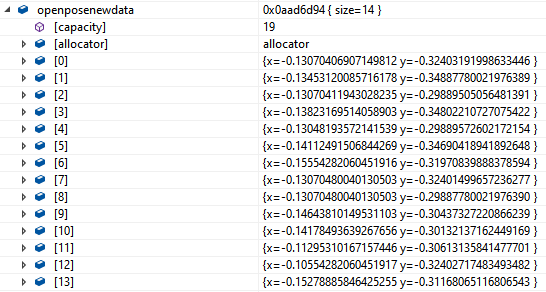 openposenewdata 0x0aad6d94 { size=14 }
[capacity] 19
[allocator] allocator
[0] {x=-0.13070406907149812 y=-0.32403191998633446 }
[1] {x=-0.13453120085716178 y=-0.34887780021976389 }
[2] {x=-0.13070411943028235 y=-0.29889505056481391 }
[3] {x=-0.13823169514058903 y=-0.34802210727075422 }
[4] {x=-0.13048193572141539 y=-0.29889572602172154 }
[5] {x=-0.14112491506844269 y=-0.34690418941892648 }
[6] {x=-0.15554282060451916 y=-0.31970839888378594 }
[7] {x=-0.13070480040130503 y=-0.32401499657236277 }
[8] {x=-0.13070480040130503 y=-0.29887780021976390 }
[9] {x=-0.14643810149531103 y=-0.30437327220866239 }
[10] {x=-0.14178493639267656 y=-0.30132137162449169 }
[11] {x=-0.11295310167157446 y=-0.30613135841477701 }
[12] {x=-0.10554282060451917 y=-0.32402717483493482 }
[13] {x=-0.15278885846425255 y=-0.31168065116806543 }